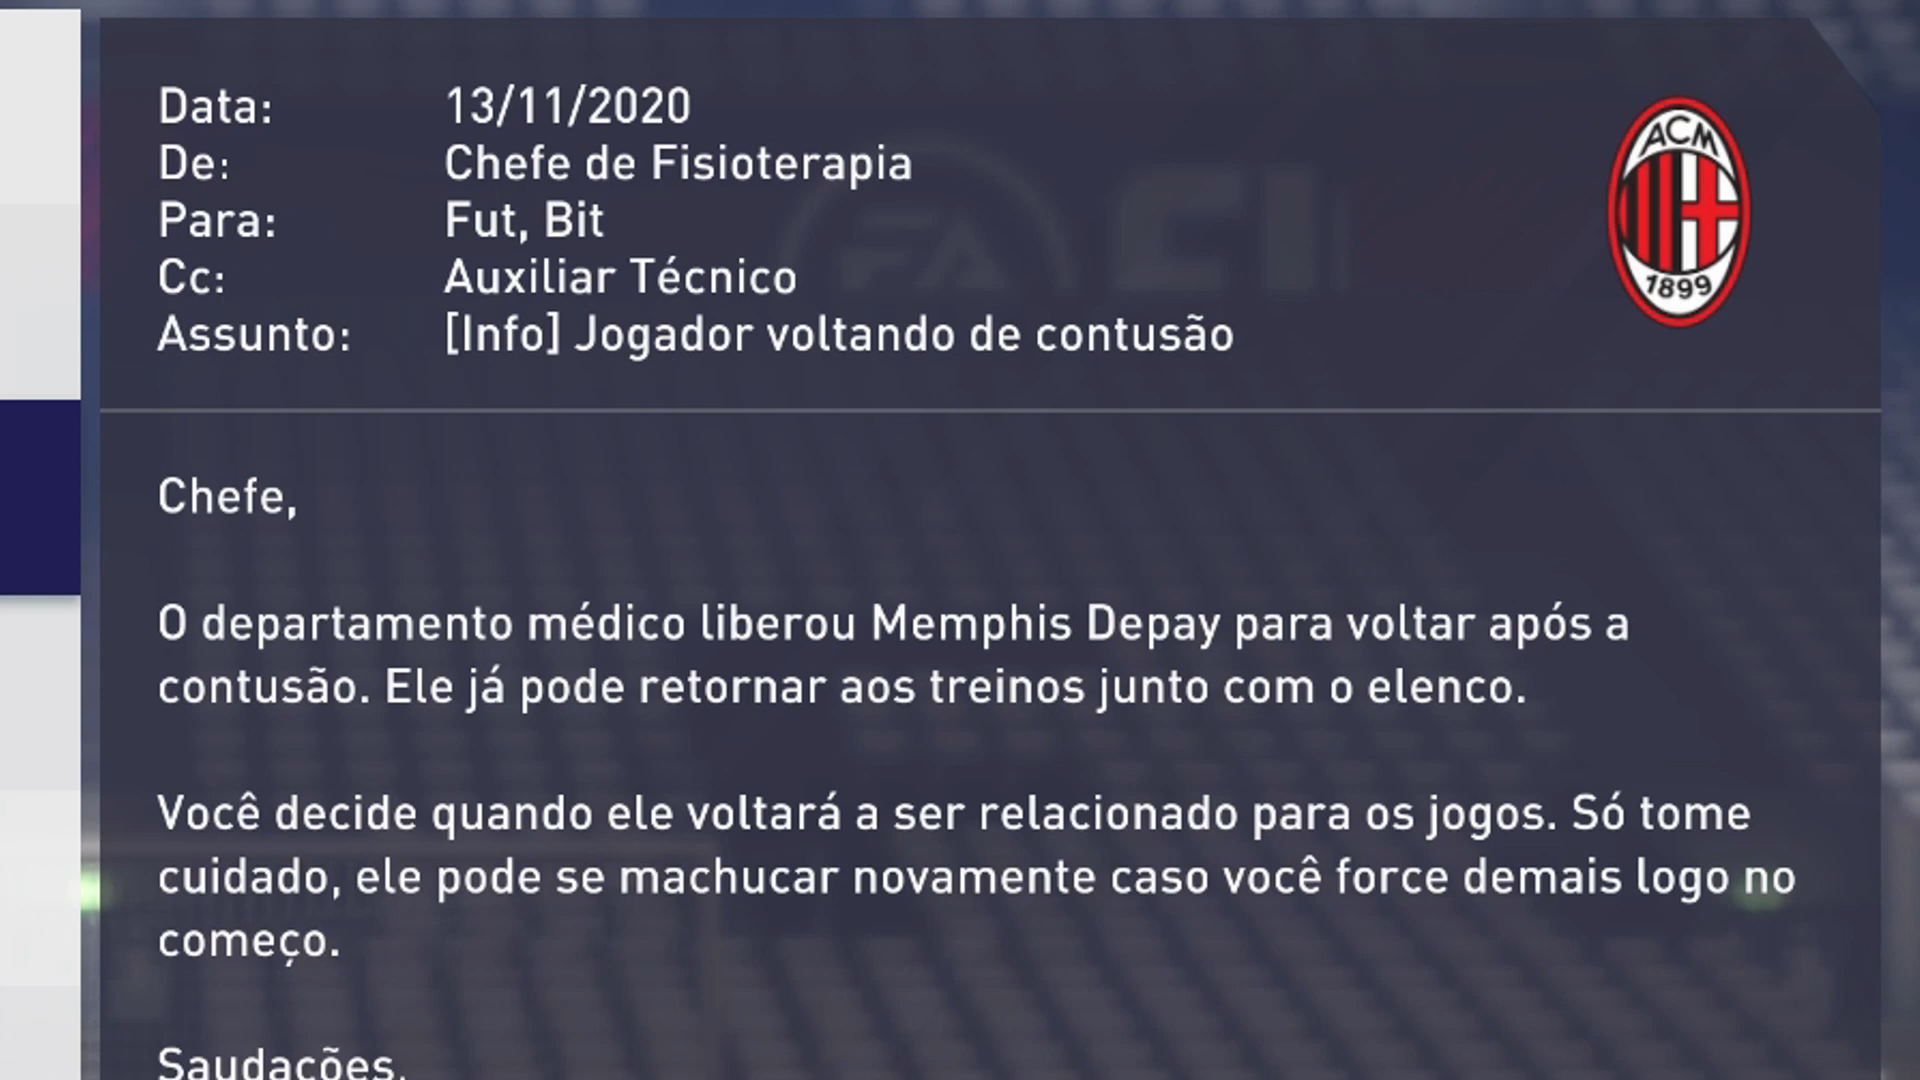 Data: 13/11/2020
De: Chefe de Fisioterapia
Para: Fut, Bit
Cc: Auxiliar Técnico
Assunto: [Info] Jogador voltando de contusão
ACM
1899
Chefe,
O departamento médico liberou Memphis Depay para voltar após a
contusão. Ele já pode retornar aos treinos junto com o elenco.
Você decide quando ele voltará a ser relacionado para os jogos. Só tome
cuidado, ele pode se machucar novamente caso você force demais logo no
começo.
Saudações,